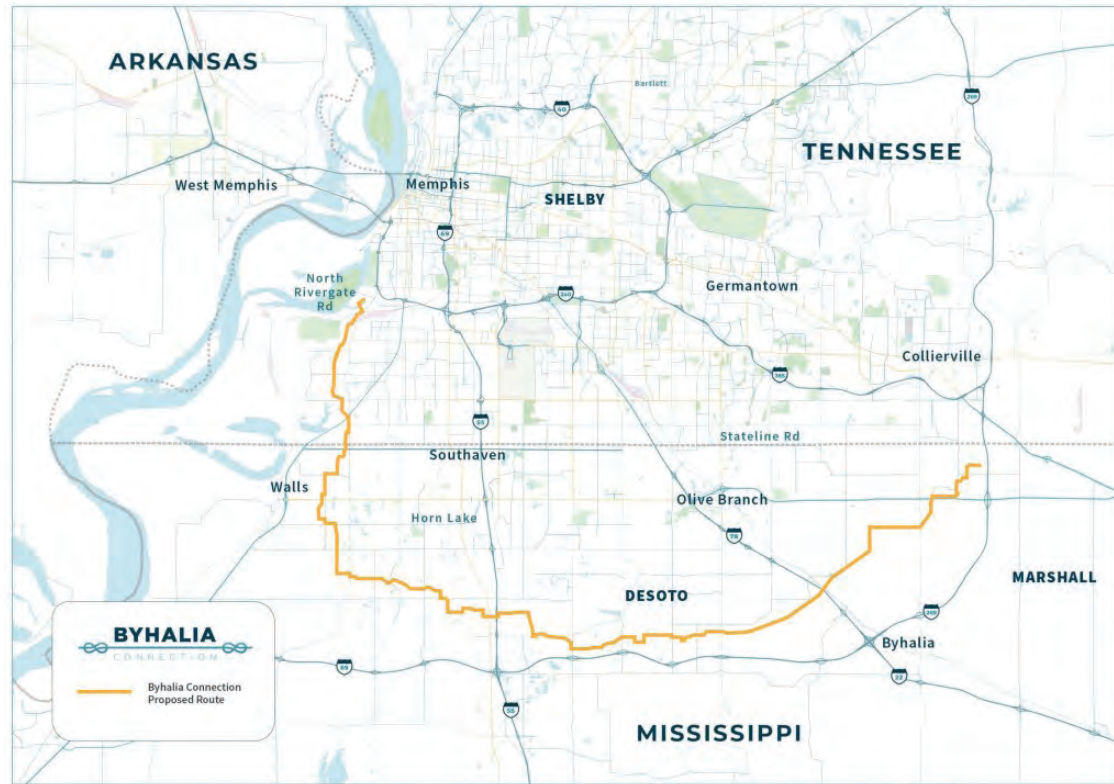 ARKANSAS
Bartlett
40
269
TENNESSEE
West Memphis
Memphis
SHELBY
69
North
Rivergate
Rd
240
Germantown
Collierville
385
55
Stateline Rd
Southaven
Walls
Olive Branch
Horn Lake
78
MARSHALL
DESOTO
BYHALIA
CONNECTION
269
Byhalia
69
22
Byhalia Connection
Proposed Route
55
MISSISSIPPI